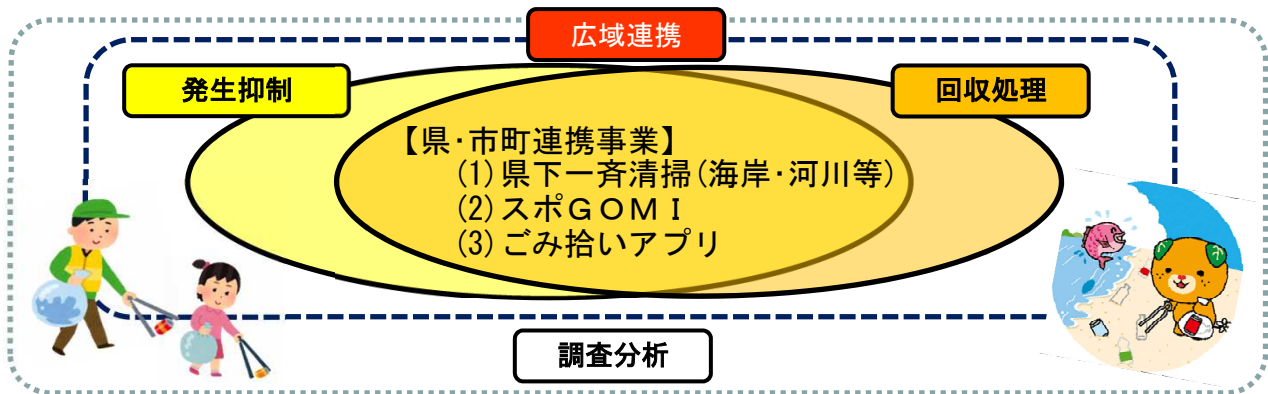 広域連携
発生抑制
回収処理
【県・市町連携事業】
(1)県下一斉清掃(海岸・河川等)
(2)スポＧＯＭＩ
(3)ごみ拾いアプリ
調査分析